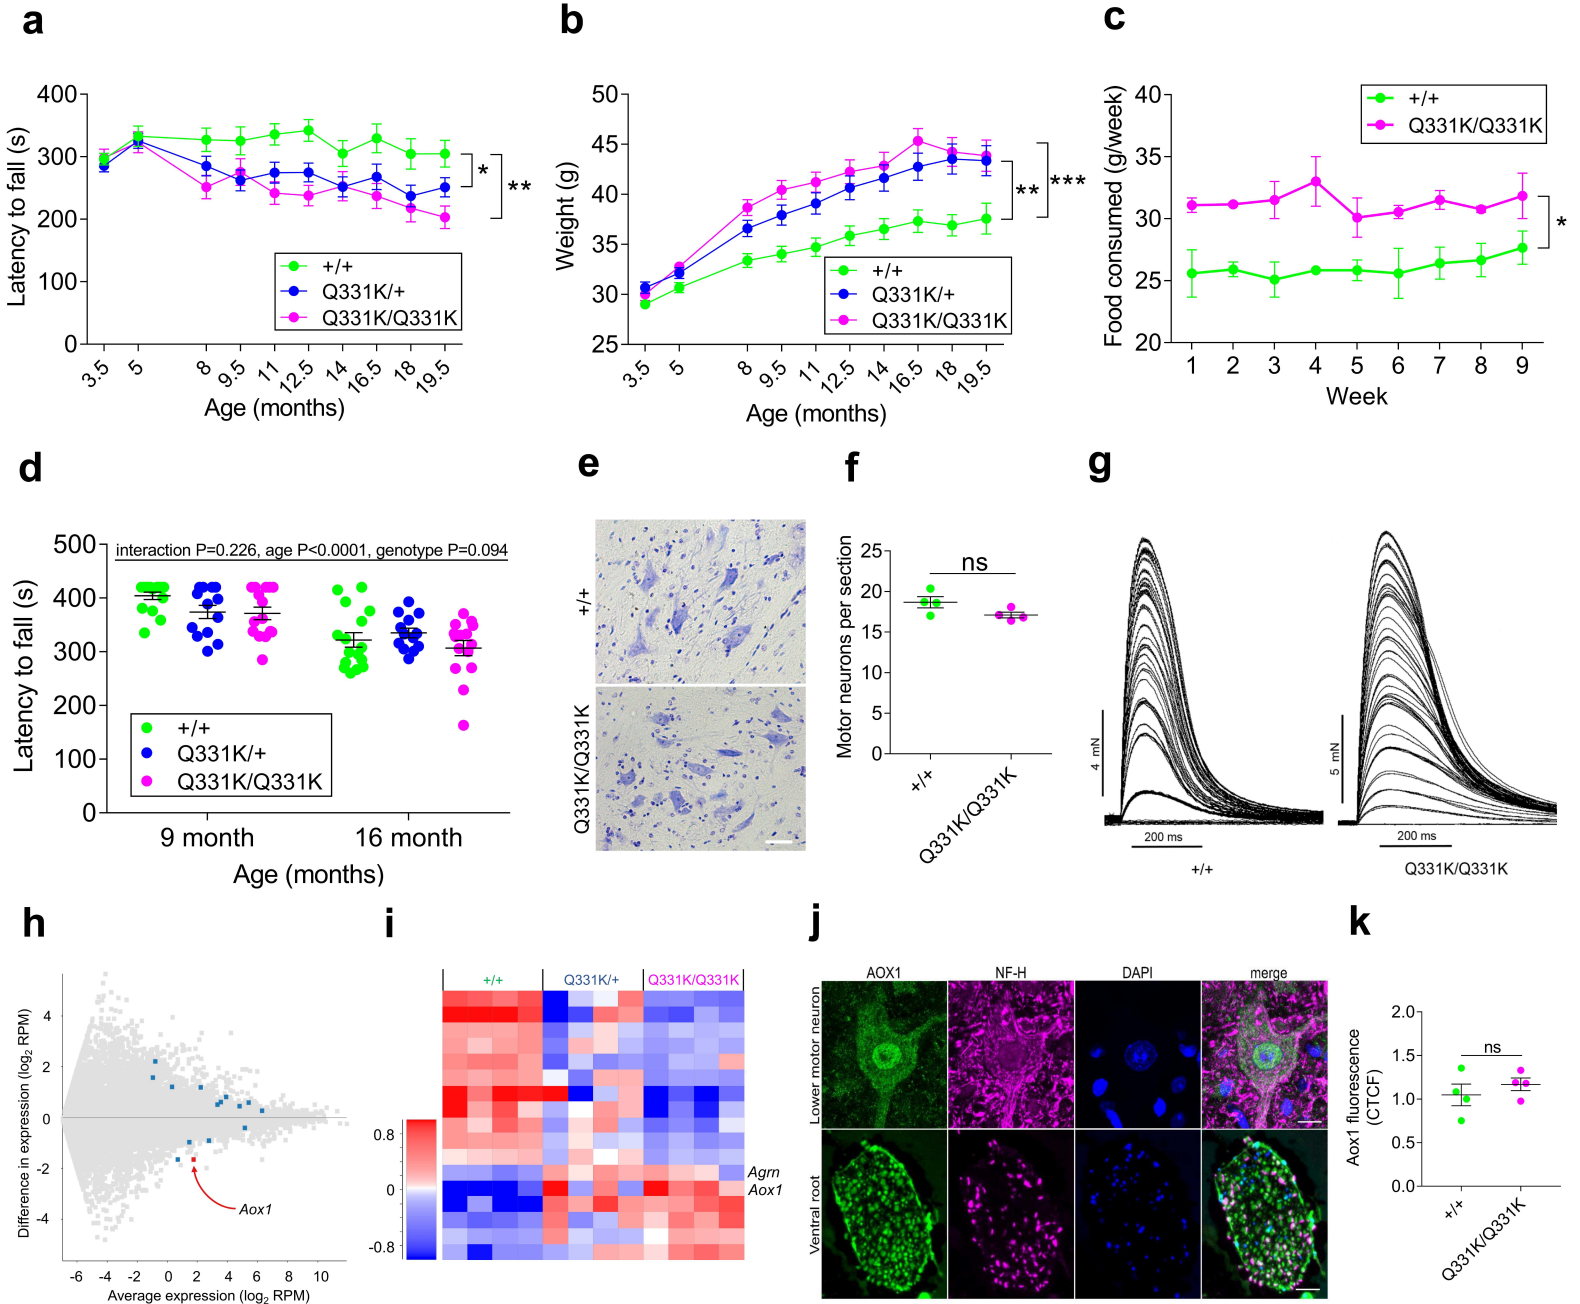 a
Latency to fall (s)
400
300
200
100
0
3.5
5
8
9.5
11
12.5
14
16.5
18
19.5
Age (months)
+/+
Q331K/+
Q331K/Q331K
*
**
b
Weight (g)
50
45
40
35
30
25
3.5
5
8
9.5
11
12.5
14
16.5
18
19.5
Age (months)
+/+
Q331K/+
Q331K/Q331K
**
***
c
Food consumed (g/week)
40
35
30
25
20
1 2 3 4 5 6 7 8 9
Week
+/+
Q331K/Q331K
*
d
Latency to fall (s)
500
400
300
200
100
0
interaction P=0.226, age P<0.0001, genotype P=0.094
+/+
Q331K/+
Q331K/Q331K
9 month 16 month
Age (months)
e
+/+
Q331K/Q331K
f
Motor neurons per section
25
20
15
10
5
0
ns
+/+
Q331K/Q331K
g
4 mN
200 ms
+/+
5 mN
200 ms
Q331K/Q331K
h
Difference in expression (log2 RPM)
4
2
0
-2
-4
Aox1
-6 -4 -2 0 2 4 6 8 10
Average expression (log2 RPM)
i
+/+ Q331K/+ Q331K/Q331K
0.8
0
-0.8
Agrn
Aox1
j
AOX1 NF-H DAPI merge
Lower motor neuron
Ventral root
k
Aox1 fluorescence
(CTCF)
2.0
1.5
1.0
0.5
0.0
ns
+/+
Q331K/Q331K